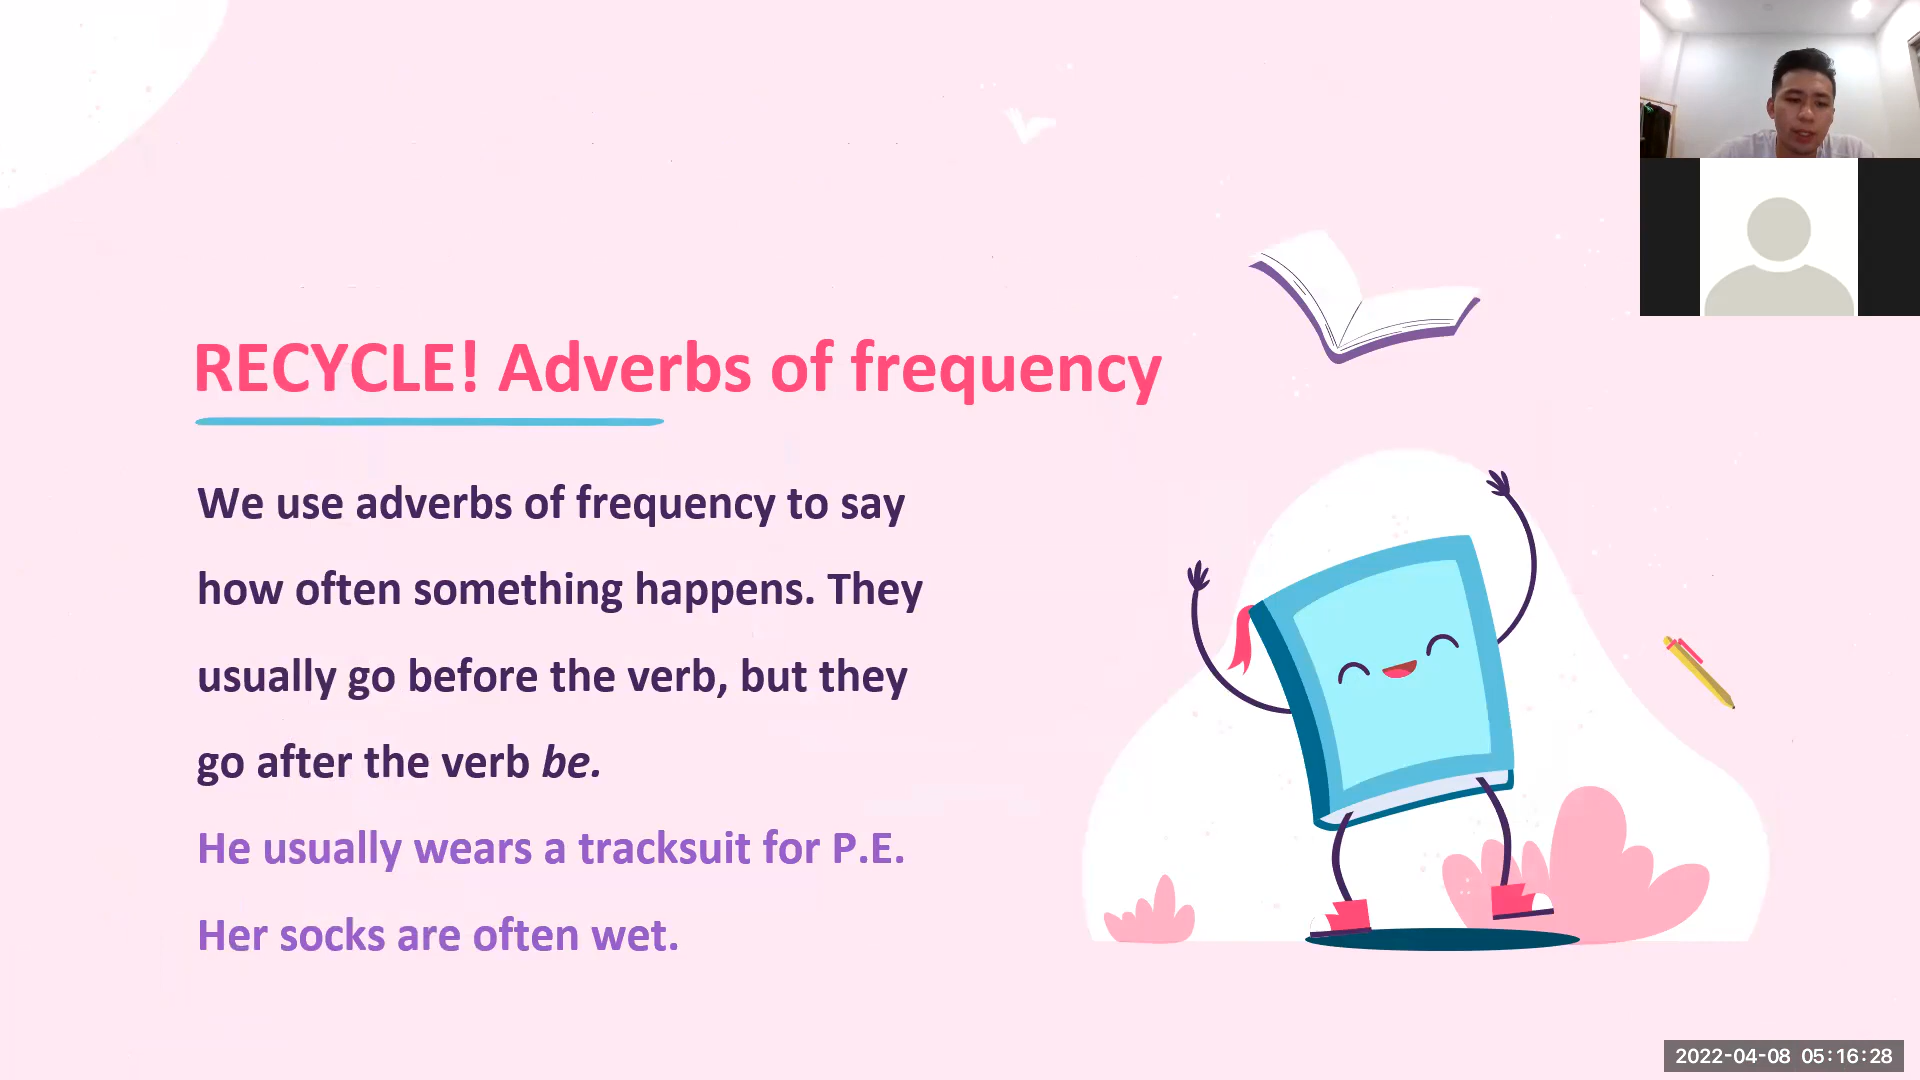 RECYCLE! Adverbs of frequency
We use adverbs of frequency to say
how often something happens. They
usually go before the verb, but they
go after the verb be.
He usually wears a tracksuit for P.E.
Her socks are often wet.
2022-04-08 05:16:28